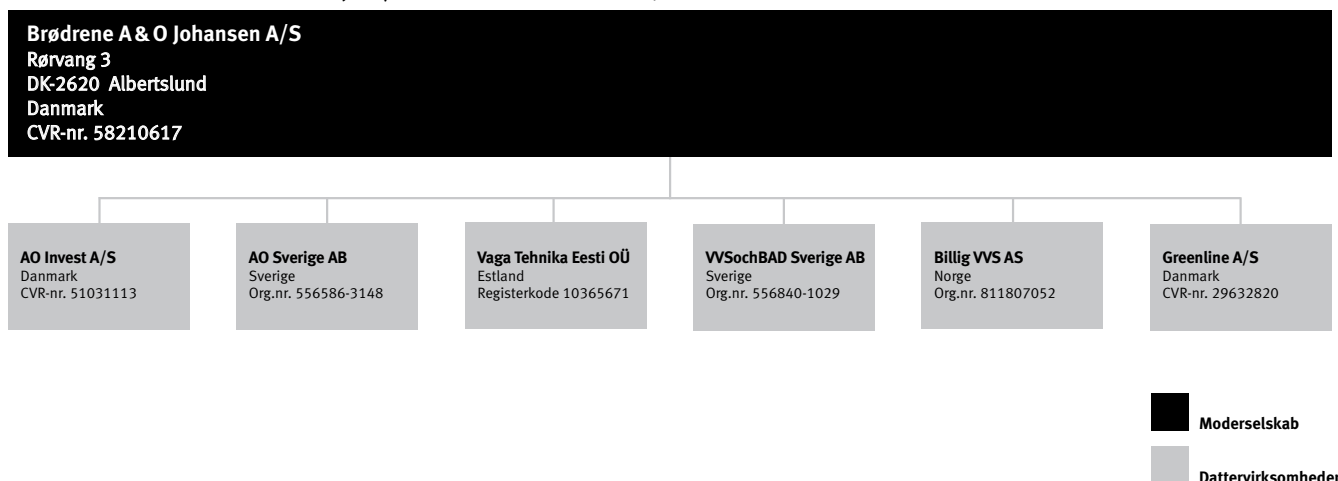 Brødrene A & O Johansen A/S
Rørvang 3
DK-2620 Albertslund
Danmark
CVR-nr. 58210617
AO Invest A/S
Danmark
CVR-nr. 51031113
AO Sverige AB
Sverige
Org.nr. 556586-3148
Vaga Tehnika Eesti OÜ
Estland
Registerkode 10365671
VVSochBAD Sverige AB
Sverige
Org.nr. 556840-1029
Billig VVS AS
Norge
Org.nr. 811807052
Greenline A/S
Danmark
CVR-nr. 29632820
Moderselskab
Dattervirksomheder